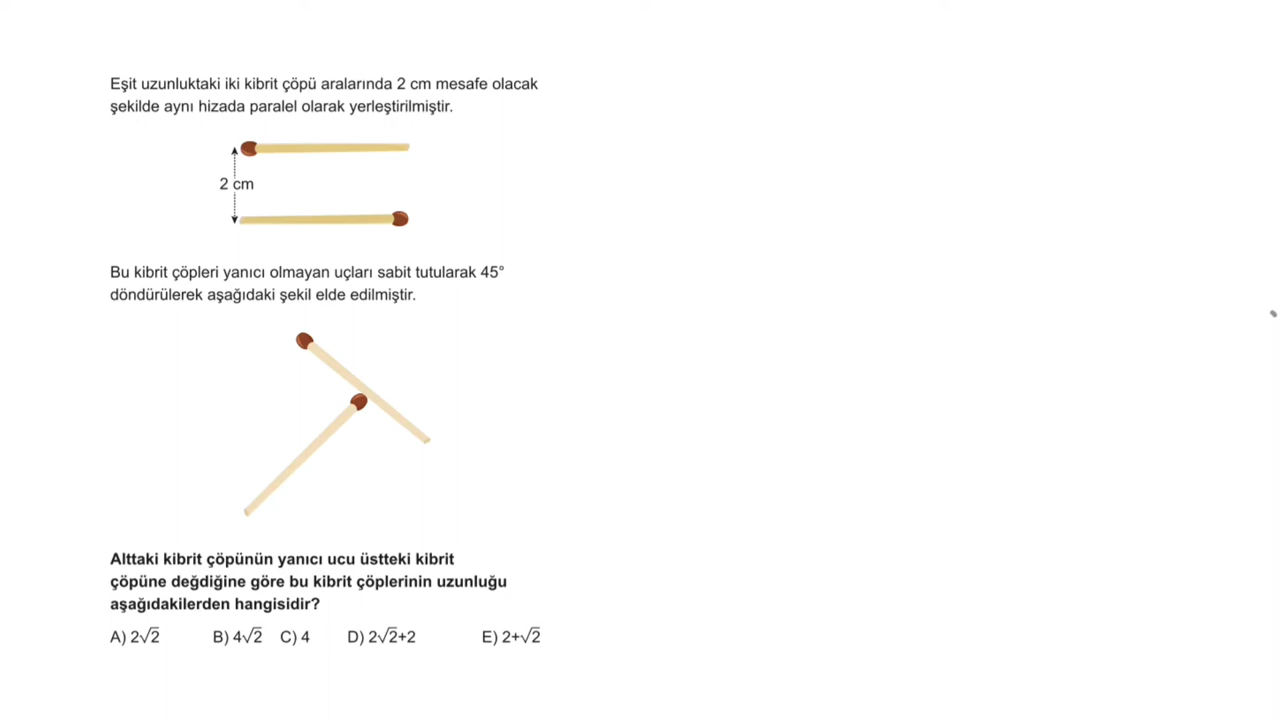 Eşit uzunluktaki iki kibrit çöpü aralarında 2 cm mesafe olacak
şekilde aynı hizada paralel olarak yerleştirilmiştir.
2 cm
Bu kibrit çöpleri yanıcı olmayan uçları sabit tutularak 45°
döndürülerek aşağıdaki şekil elde edilmiştir.
Alttaki kibrit çöpünün yanıcı ucu üstteki kibrit
çöpüne değdiğine göre bu kibrit çöplerinin uzunluğu
aşağıdakilerden hangisidir?
A) 2√2 B) 4√2 C) 4 D) 2√2+2 E) 2+√2